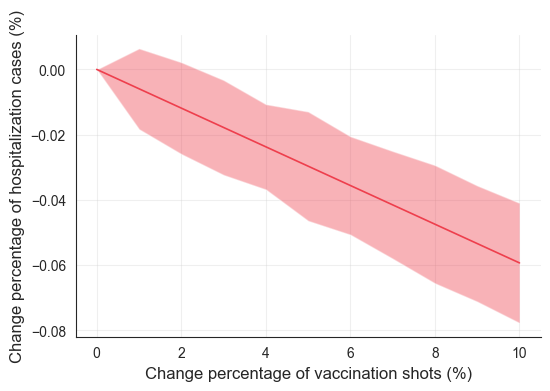 Change percentage of hospitalization cases (%)
0.00
−0.02
−0.04
−0.06
−0.08
0 2 4 6 8 10
Change percentage of vaccination shots (%)